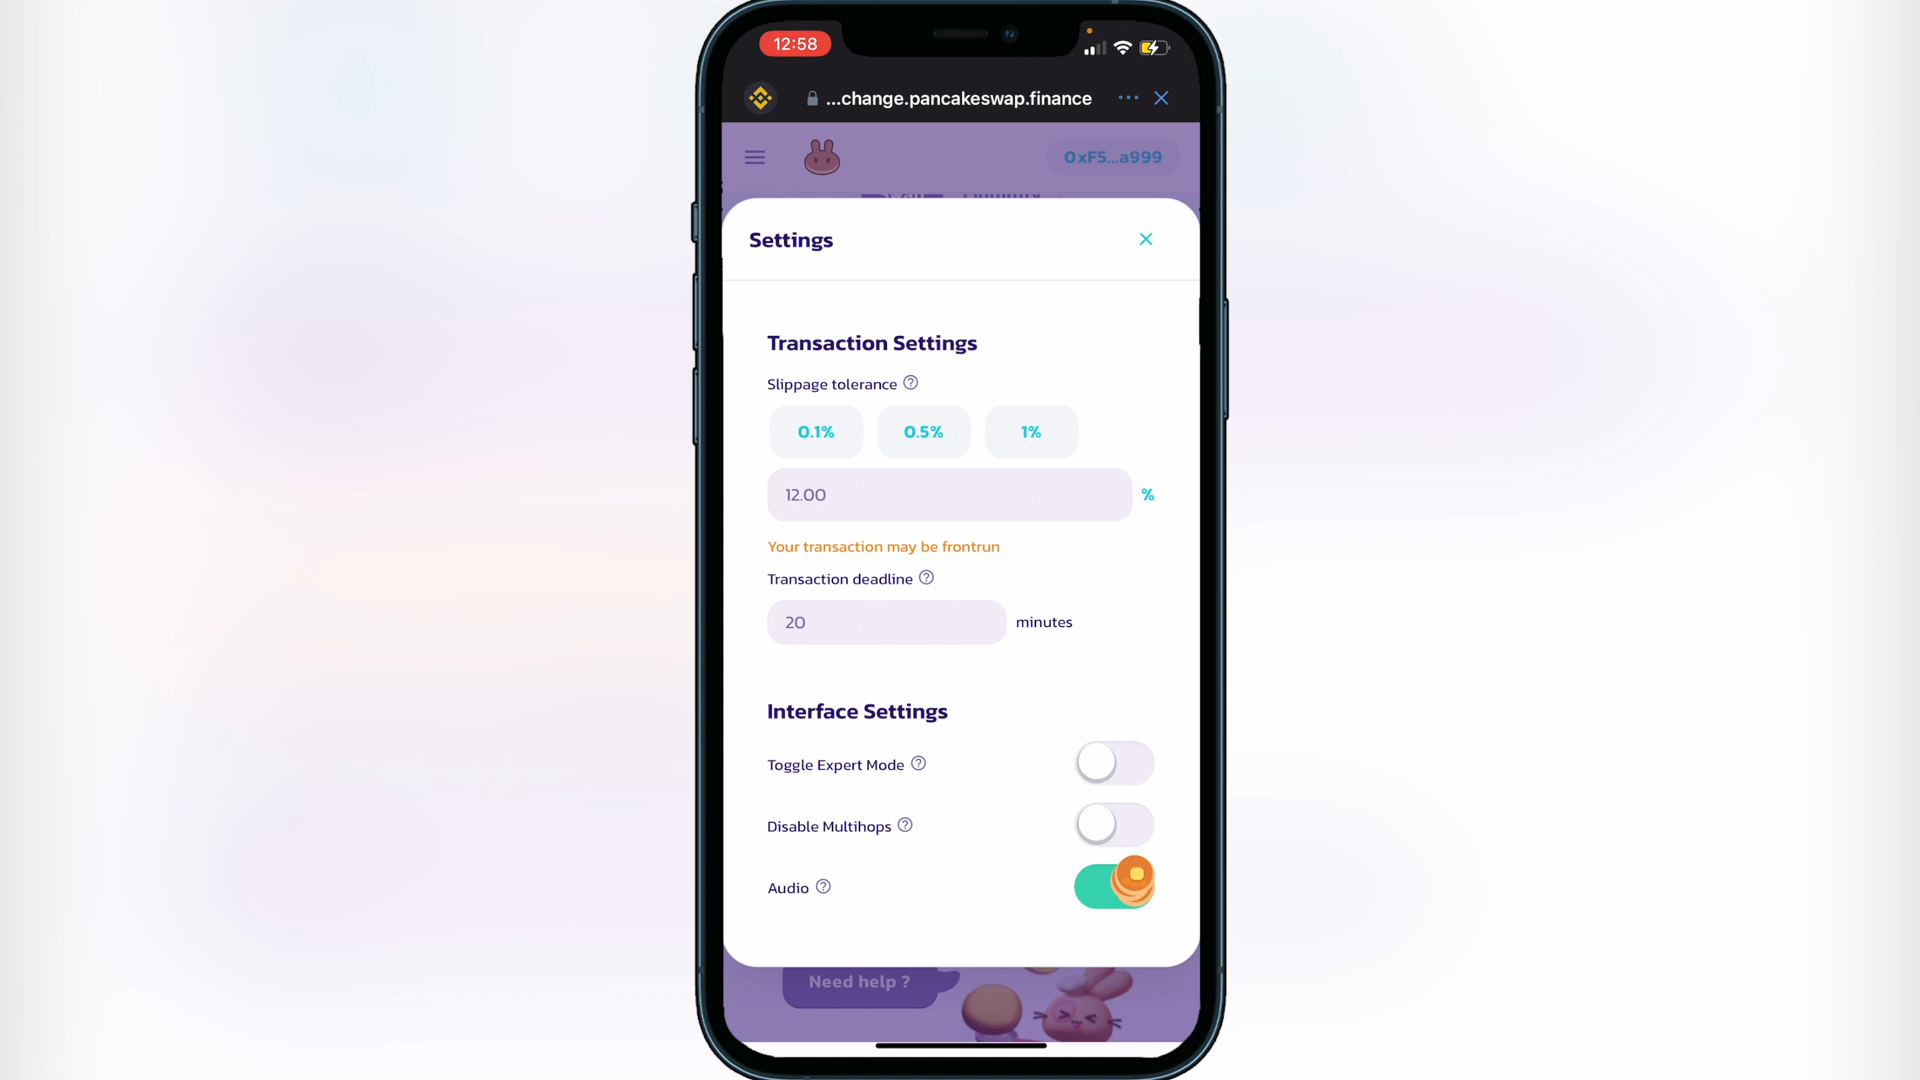 12:58
...change.pancakeswap.finance
0xF5...a999
Settings
Transaction Settings
Slippage tolerance
0.1% 0.5% 1%
12.00 %
Your transaction may be frontrun
Transaction deadline
20 minutes
Interface Settings
Toggle Expert Mode
Disable Multihops
Audio
Need help ?